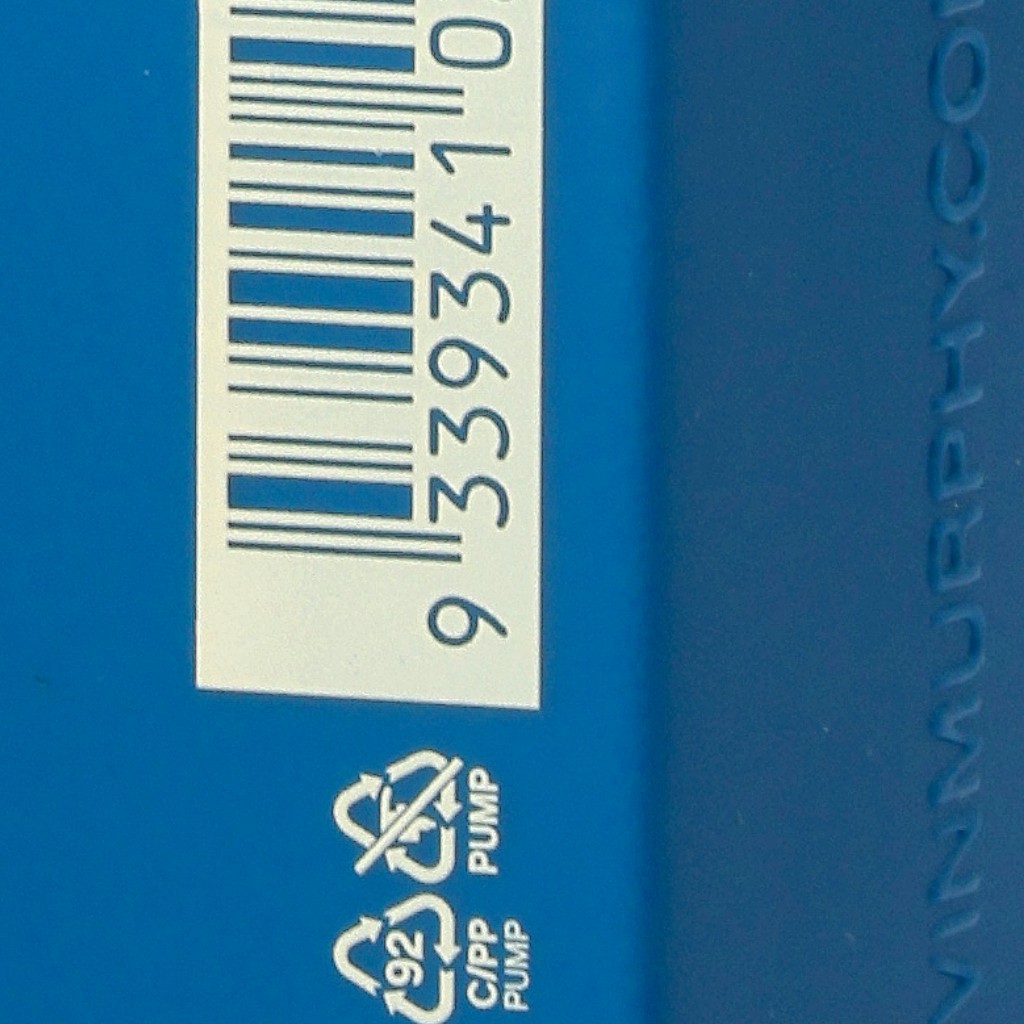 9 339341 0
92
C/PP
PUMP
PUMP
VINMURPHY.CO